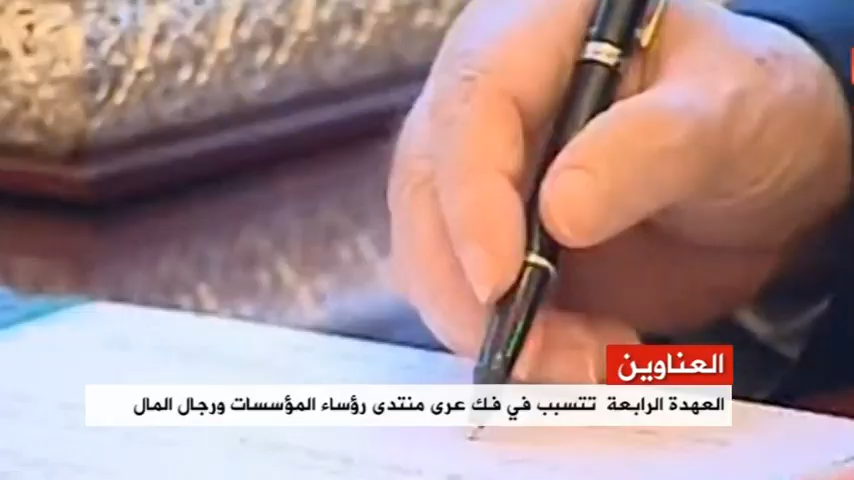 العناوين
العهدة الرابعة تتسبب في فك عرى منتدى رؤساء المؤسسات ورجال المال